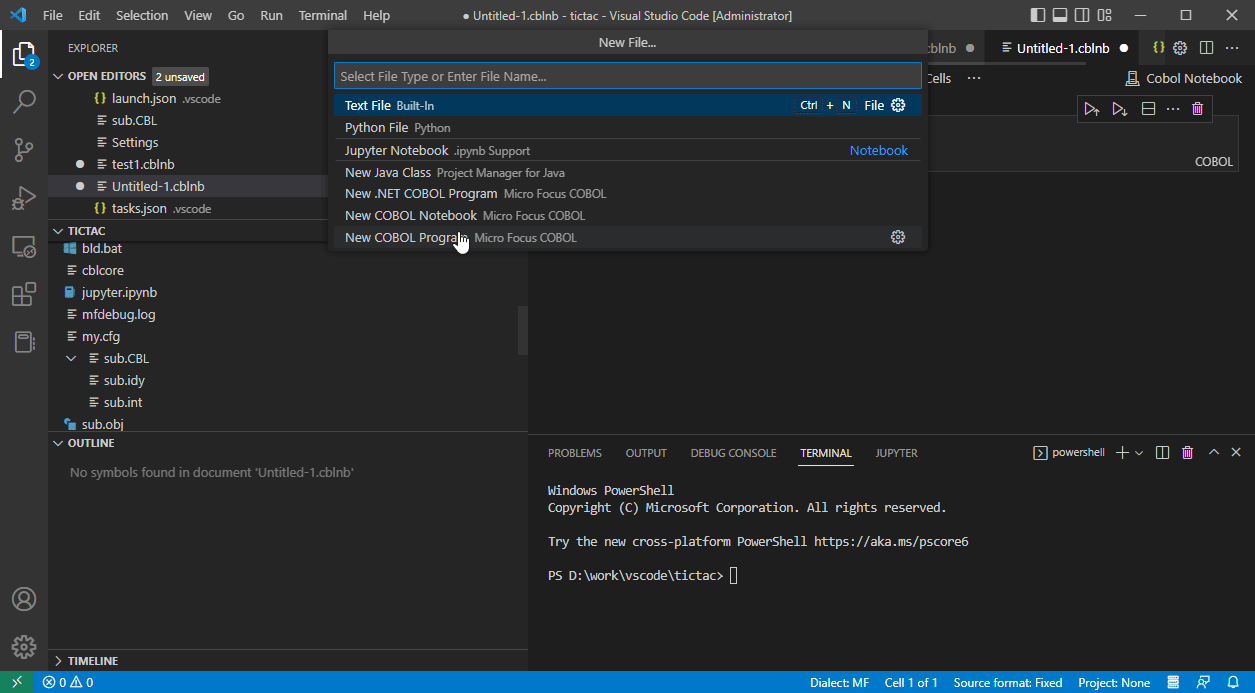 File Edit Selection View Go Run Terminal Help ● Untitled-1.cblnb - tictac - Visual Studio Code [Administrator]
2
EXPLORER
OPEN EDITORS 2 unsaved
{} launch.json .vscode
sub.CBL
Settings
test1.cblnb
Untitled-1.cblnb
{} tasks.json .vscode
TICTAC
bld.bat
cblcore
jupyter.ipynb
mfdebug.log
my.cfg
sub.CBL
sub.idy
sub.int
sub.obj
OUTLINE
No symbols found in document 'Untitled-1.cblnb'
TIMELINE
New File...
Select File Type or Enter File Name...
Text File Built-In Ctrl + N File
Python File Python
Jupyter Notebook .ipynb Support Notebook
New Java Class Project Manager for Java
New .NET COBOL Program Micro Focus COBOL
New COBOL Notebook Micro Focus COBOL
New COBOL Program Micro Focus COBOL
cblnb ● Untitled-1.cblnb ● {} ...
Cells ... Cobol Notebook
...
COBOL
PROBLEMS OUTPUT DEBUG CONSOLE TERMINAL JUPYTER powershell
Windows PowerShell
Copyright (C) Microsoft Corporation. All rights reserved.
Try the new cross-platform PowerShell https://aka.ms/pscore6
PS D:\work\vscode\tictac>
0 0 Dialect: MF Cell 1 of 1 Source format: Fixed Project: None